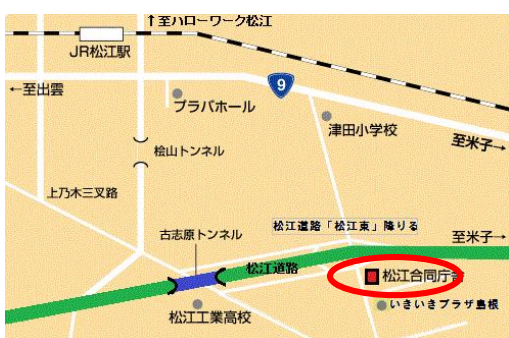 ↑至ハローワーク松江
JR松江駅
←至出雲
9
プラバホール
津田小学校
至米子→
桧山トンネル
上乃木三叉路
松江道路「松江東」降りる
古志原トンネル
至米子→
松江道路
松江合同庁舎
いきいきプラザ島根
松江工業高校